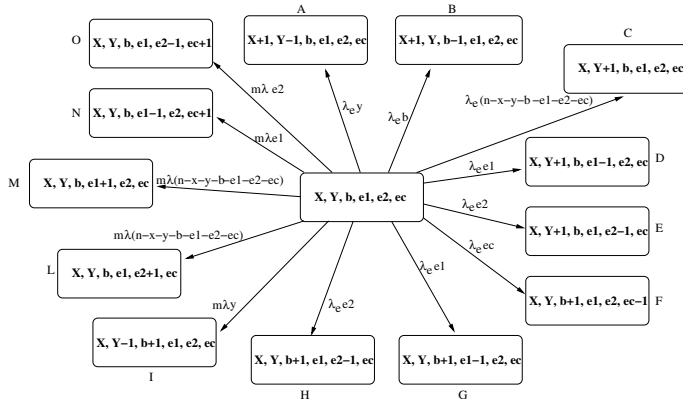 A
B
C
O
X, Y, b, e1, e2−1, ec+1
X+1, Y−1, b, e1, e2, ec
X+1, Y, b−1, e1, e2, ec
X, Y+1, b, e1, e2, ec
mλ e2
λe y
λe b
λe(n−x−y−b−e1−e2−ec)
N
X, Y, b, e1−1, e2, ec+1
mλe1
λe e1
X, Y+1, b, e1−1, e2, ec
D
M
X, Y, b, e1+1, e2, ec
mλ(n−x−y−b−e1−e2−ec)
X, Y, b, e1, e2, ec
λe e2
X, Y+1, b, e1, e2−1, ec
E
mλ(n−x−y−b−e1−e2−ec)
λe ec
L
X, Y, b, e1, e2+1, ec
λe e1
X, Y, b+1, e1, e2, ec−1
F
mλy
λe e2
X, Y−1, b+1, e1, e2, ec
X, Y, b+1, e1, e2−1, ec
X, Y, b+1, e1−1, e2, ec
I
H
G